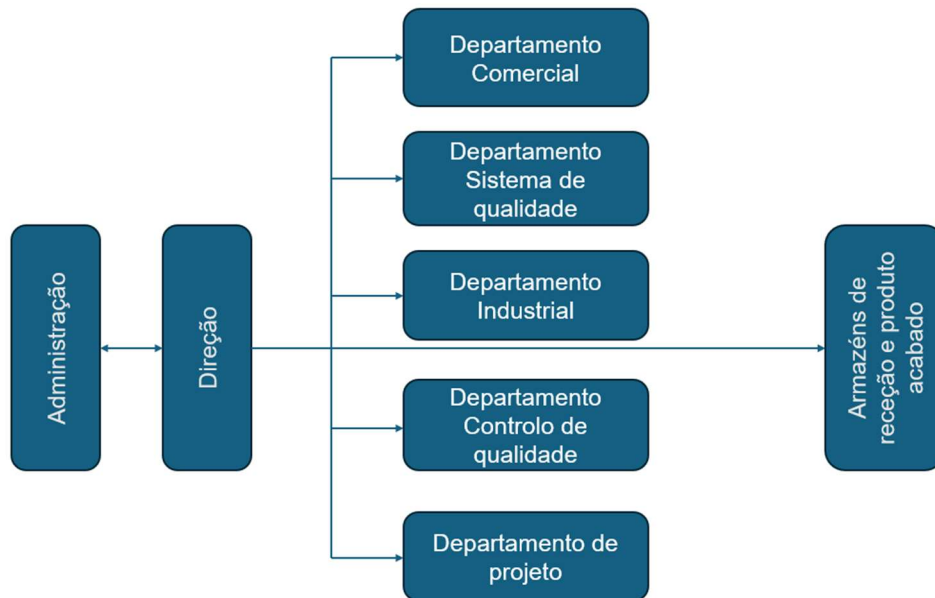 Administração
Direção
Departamento
Comercial
Departamento
Sistema de
qualidade
Departamento
Industrial
Departamento
Controlo de
qualidade
Departamento de
projeto
Armazéns de
receção e produto
acabado